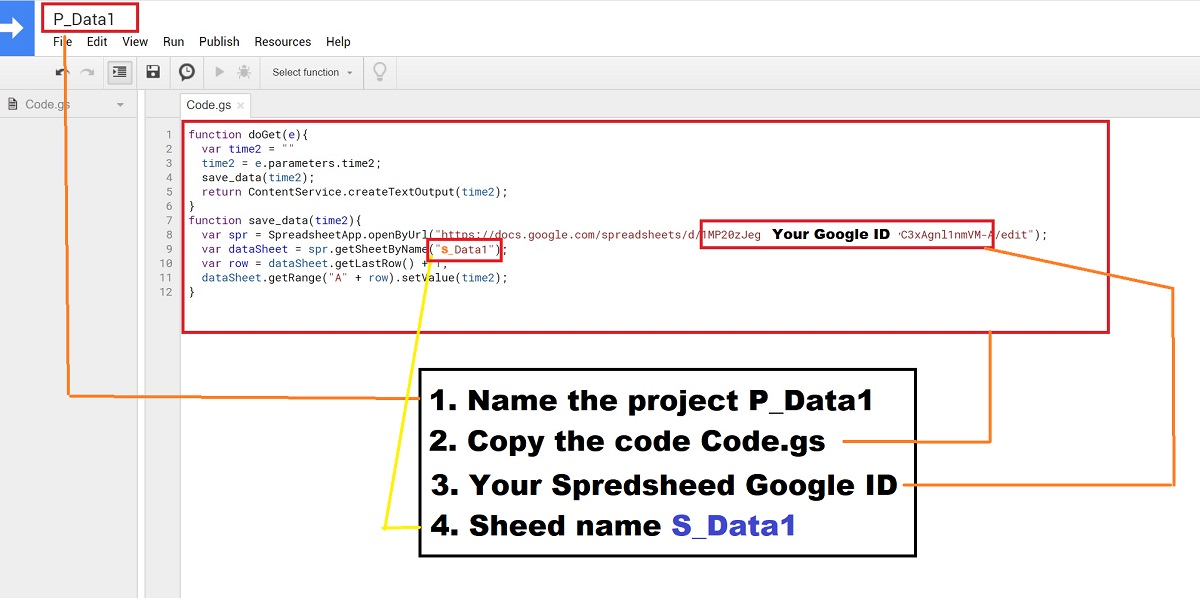 P_Data1
File Edit View Run Publish Resources Help
Select function
Code.gs
Code.gs
1 function doGet(e){
2 var time2 = ""
3 time2 = e.parameters.time2;
4 save_data(time2);
5 return ContentService.createTextOutput(time2);
6 }
7 function save_data(time2){
8 var spr = SpreadsheetApp.openByUrl("https://docs.google.com/spreadsheets/d/1MP20zJeg Your Google ID C3xAgnl1nmVM-A/edit");
9 var dataSheet = spr.getSheetByName("S_Data1");
10 var row = dataSheet.getLastRow() + 1;
11 dataSheet.getRange("A" + row).setValue(time2);
12 }
1. Name the project P_Data1
2. Copy the code Code.gs
3. Your Spredsheed Google ID
4. Sheed name S_Data1